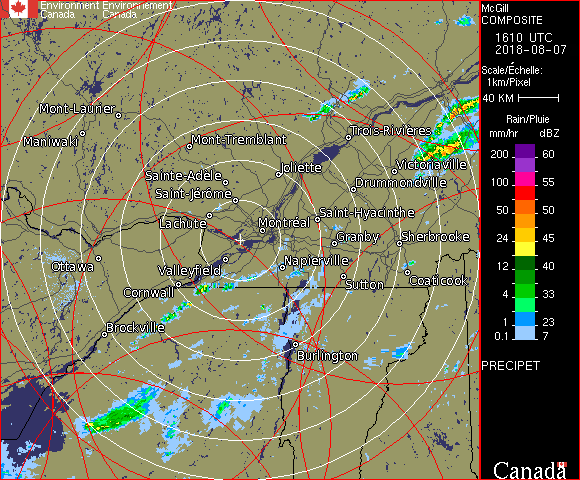 Environment Environnement
Canada Canada
McGill
COMPOSITE
1610 UTC
2018-08-07
Scale/Échelle:
1km/Pixel
40 KM
Rain/Pluie
mm/hr dBZ
200 60
100 55
50 50
24 45
12 40
4 33
1 23
0.1 7
PRECIPET
Canada
Mont-Laurier
Maniwaki
Mont-Tremblant
Trois-Rivières
Victoriaville
Joliette
Sainte-Adèle
Drummondville
Saint-Jérôme
Lachute
Montréal
Saint-Hyacinthe
Granby
Sherbrooke
Ottawa
Valleyfield
Napierville
Cornwall
Sutton
Coaticook
Brockville
Burlington